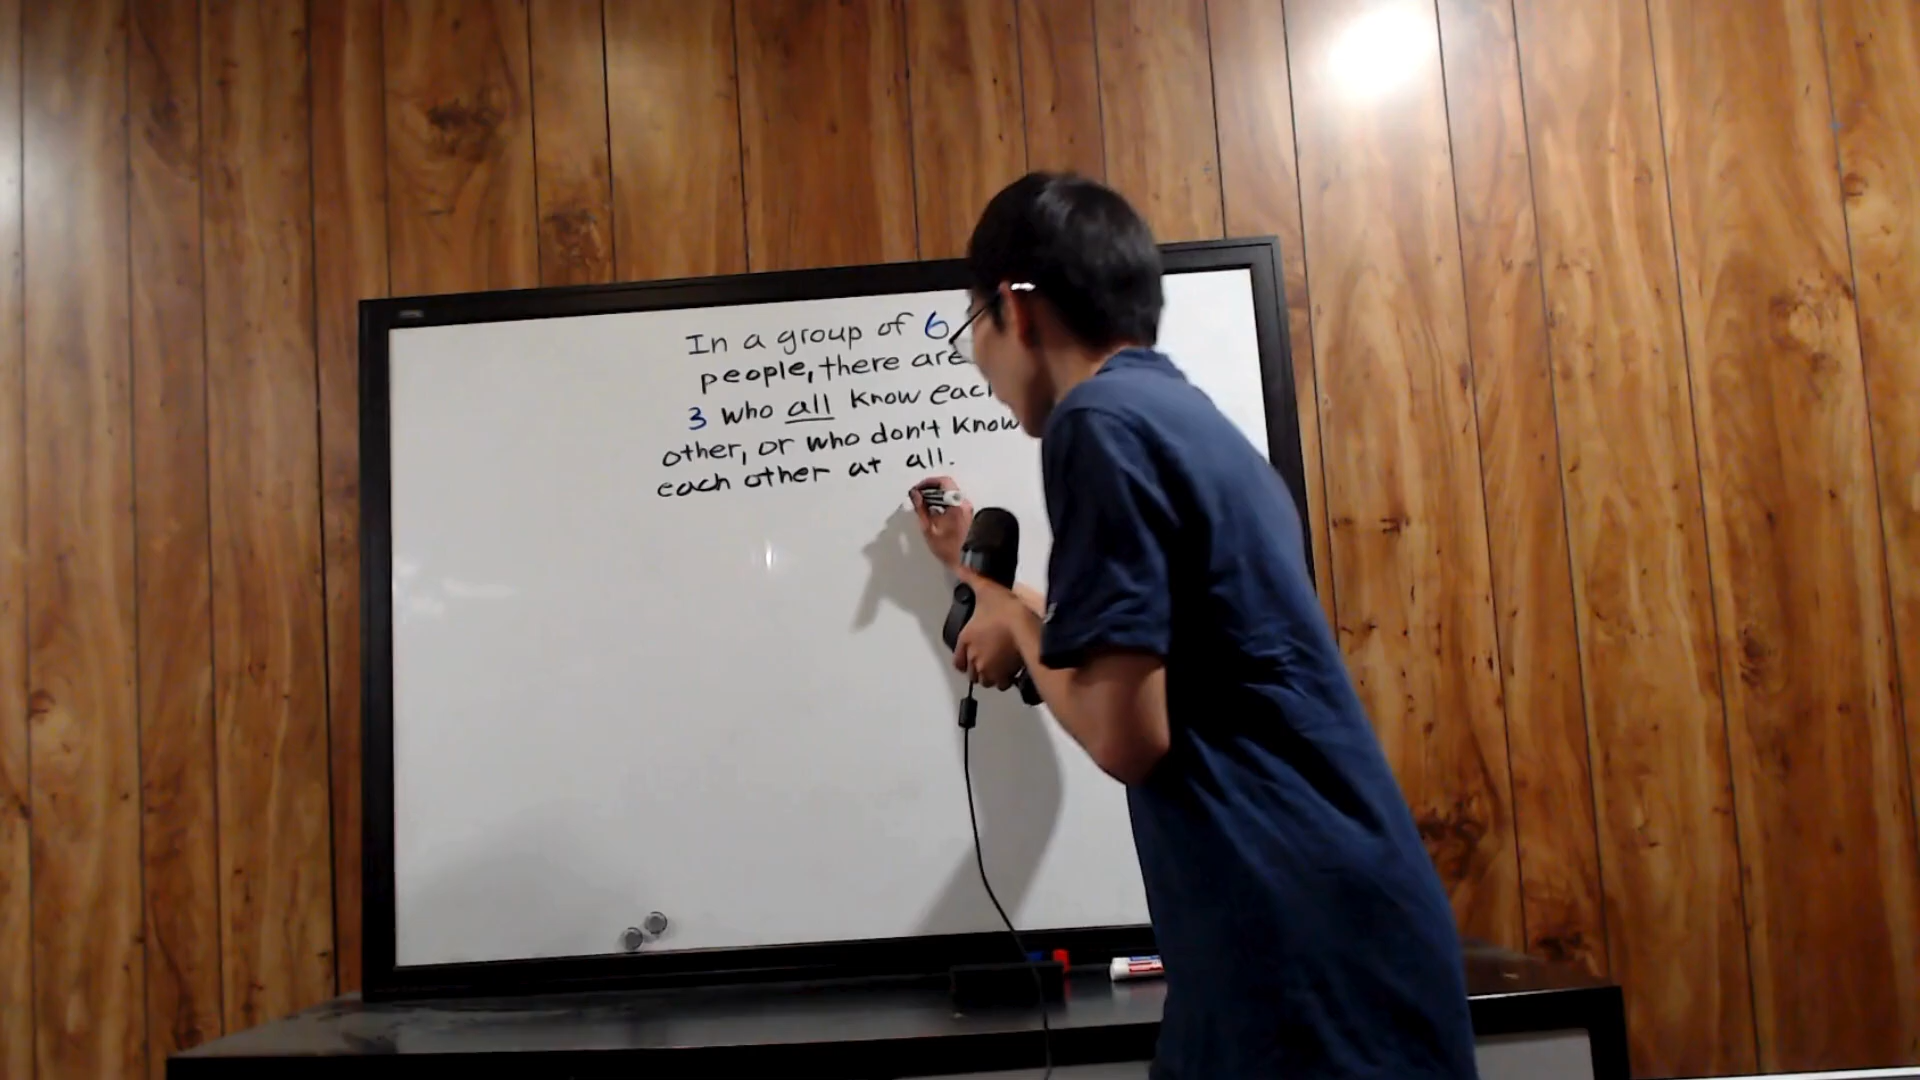 In a group of 6
people, there are
3 who all know each
other, or who don't know
each other at all.